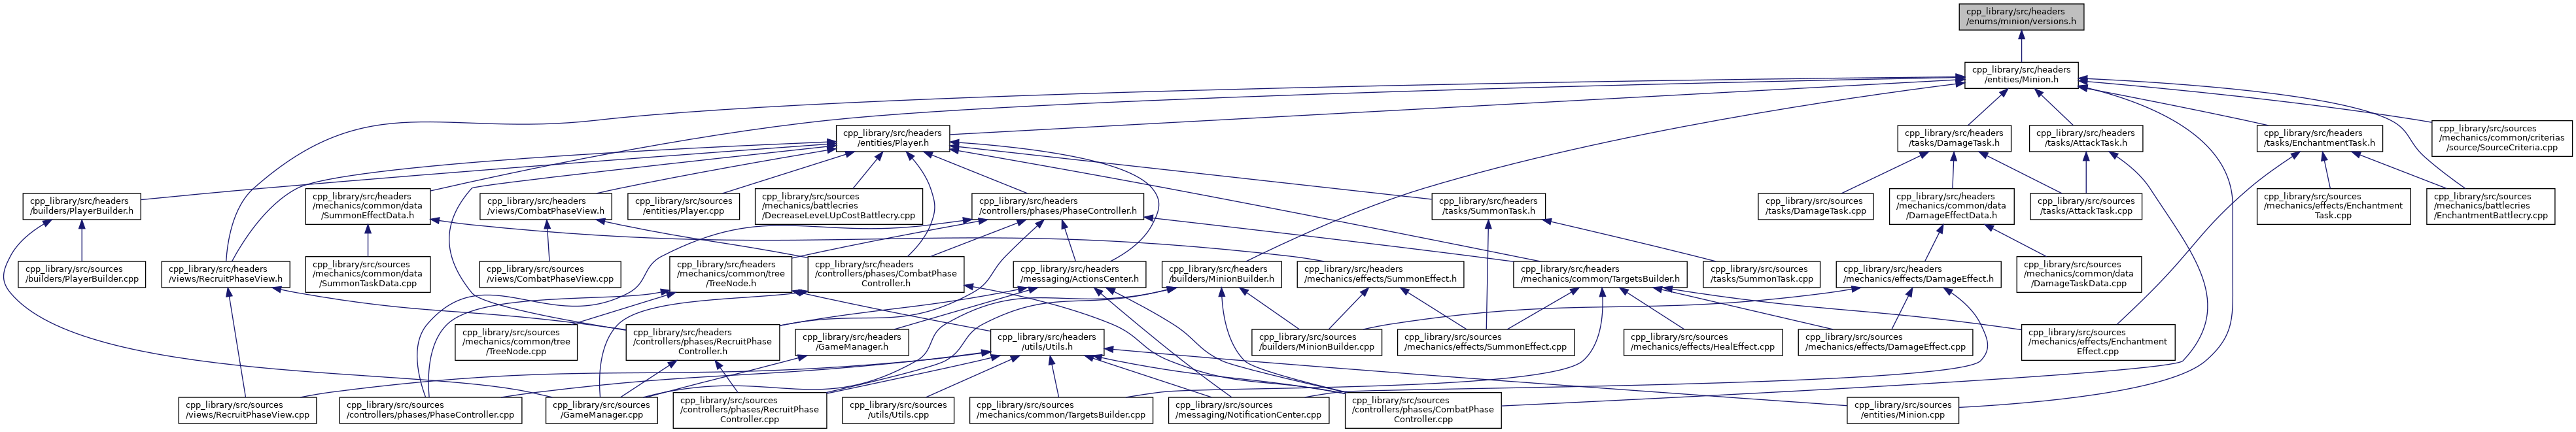 cpp_library/src/headers
/enums/minion/versions.h
cpp_library/src/headers
/entities/Minion.h
cpp_library/src/headers
/entities/Player.h
cpp_library/src/headers
/tasks/DamageTask.h
cpp_library/src/headers
/tasks/AttackTask.h
cpp_library/src/headers
/tasks/EnchantmentTask.h
cpp_library/src/sources
/mechanics/common/criterias
/source/SourceCriteria.cpp
cpp_library/src/headers
/builders/PlayerBuilder.h
cpp_library/src/headers
/mechanics/common/data
/SummonEffectData.h
cpp_library/src/headers
/views/CombatPhaseView.h
cpp_library/src/sources
/entities/Player.cpp
cpp_library/src/sources
/mechanics/battlecries
/DecreaseLeveLUpCostBattlecry.cpp
cpp_library/src/headers
/controllers/phases/PhaseController.h
cpp_library/src/headers
/tasks/SummonTask.h
cpp_library/src/sources
/tasks/DamageTask.cpp
cpp_library/src/headers
/mechanics/common/data
/DamageEffectData.h
cpp_library/src/sources
/tasks/AttackTask.cpp
cpp_library/src/sources
/mechanics/effects/Enchantment
Task.cpp
cpp_library/src/sources
/mechanics/battlecries
/EnchantmentBattlecry.cpp
cpp_library/src/sources
/builders/PlayerBuilder.cpp
cpp_library/src/headers
/views/RecruitPhaseView.h
cpp_library/src/sources
/mechanics/common/data
/SummonTaskData.cpp
cpp_library/src/sources
/views/CombatPhaseView.cpp
cpp_library/src/headers
/mechanics/common/tree
/TreeNode.h
cpp_library/src/headers
/controllers/phases/CombatPhase
Controller.h
cpp_library/src/headers
/messaging/ActionsCenter.h
cpp_library/src/headers
/builders/MinionBuilder.h
cpp_library/src/headers
/mechanics/effects/SummonEffect.h
cpp_library/src/headers
/mechanics/common/TargetsBuilder.h
cpp_library/src/sources
/tasks/SummonTask.cpp
cpp_library/src/headers
/mechanics/effects/DamageEffect.h
cpp_library/src/sources
/mechanics/common/data
/DamageTaskData.cpp
cpp_library/src/sources
/mechanics/common/tree
/TreeNode.cpp
cpp_library/src/headers
/controllers/phases/RecruitPhase
Controller.h
cpp_library/src/headers
/GameManager.h
cpp_library/src/headers
/utils/Utils.h
cpp_library/src/sources
/builders/MinionBuilder.cpp
cpp_library/src/sources
/mechanics/effects/SummonEffect.cpp
cpp_library/src/sources
/mechanics/effects/HealEffect.cpp
cpp_library/src/sources
/mechanics/effects/DamageEffect.cpp
cpp_library/src/sources
/mechanics/effects/Enchantment
Effect.cpp
cpp_library/src/sources
/views/RecruitPhaseView.cpp
cpp_library/src/sources
/controllers/phases/PhaseController.cpp
cpp_library/src/sources
/GameManager.cpp
cpp_library/src/sources
/controllers/phases/RecruitPhase
Controller.cpp
cpp_library/src/sources
/utils/Utils.cpp
cpp_library/src/sources
/mechanics/common/TargetsBuilder.cpp
cpp_library/src/sources
/messaging/NotificationCenter.cpp
cpp_library/src/sources
/controllers/phases/CombatPhase
Controller.cpp
cpp_library/src/sources
/entities/Minion.cpp